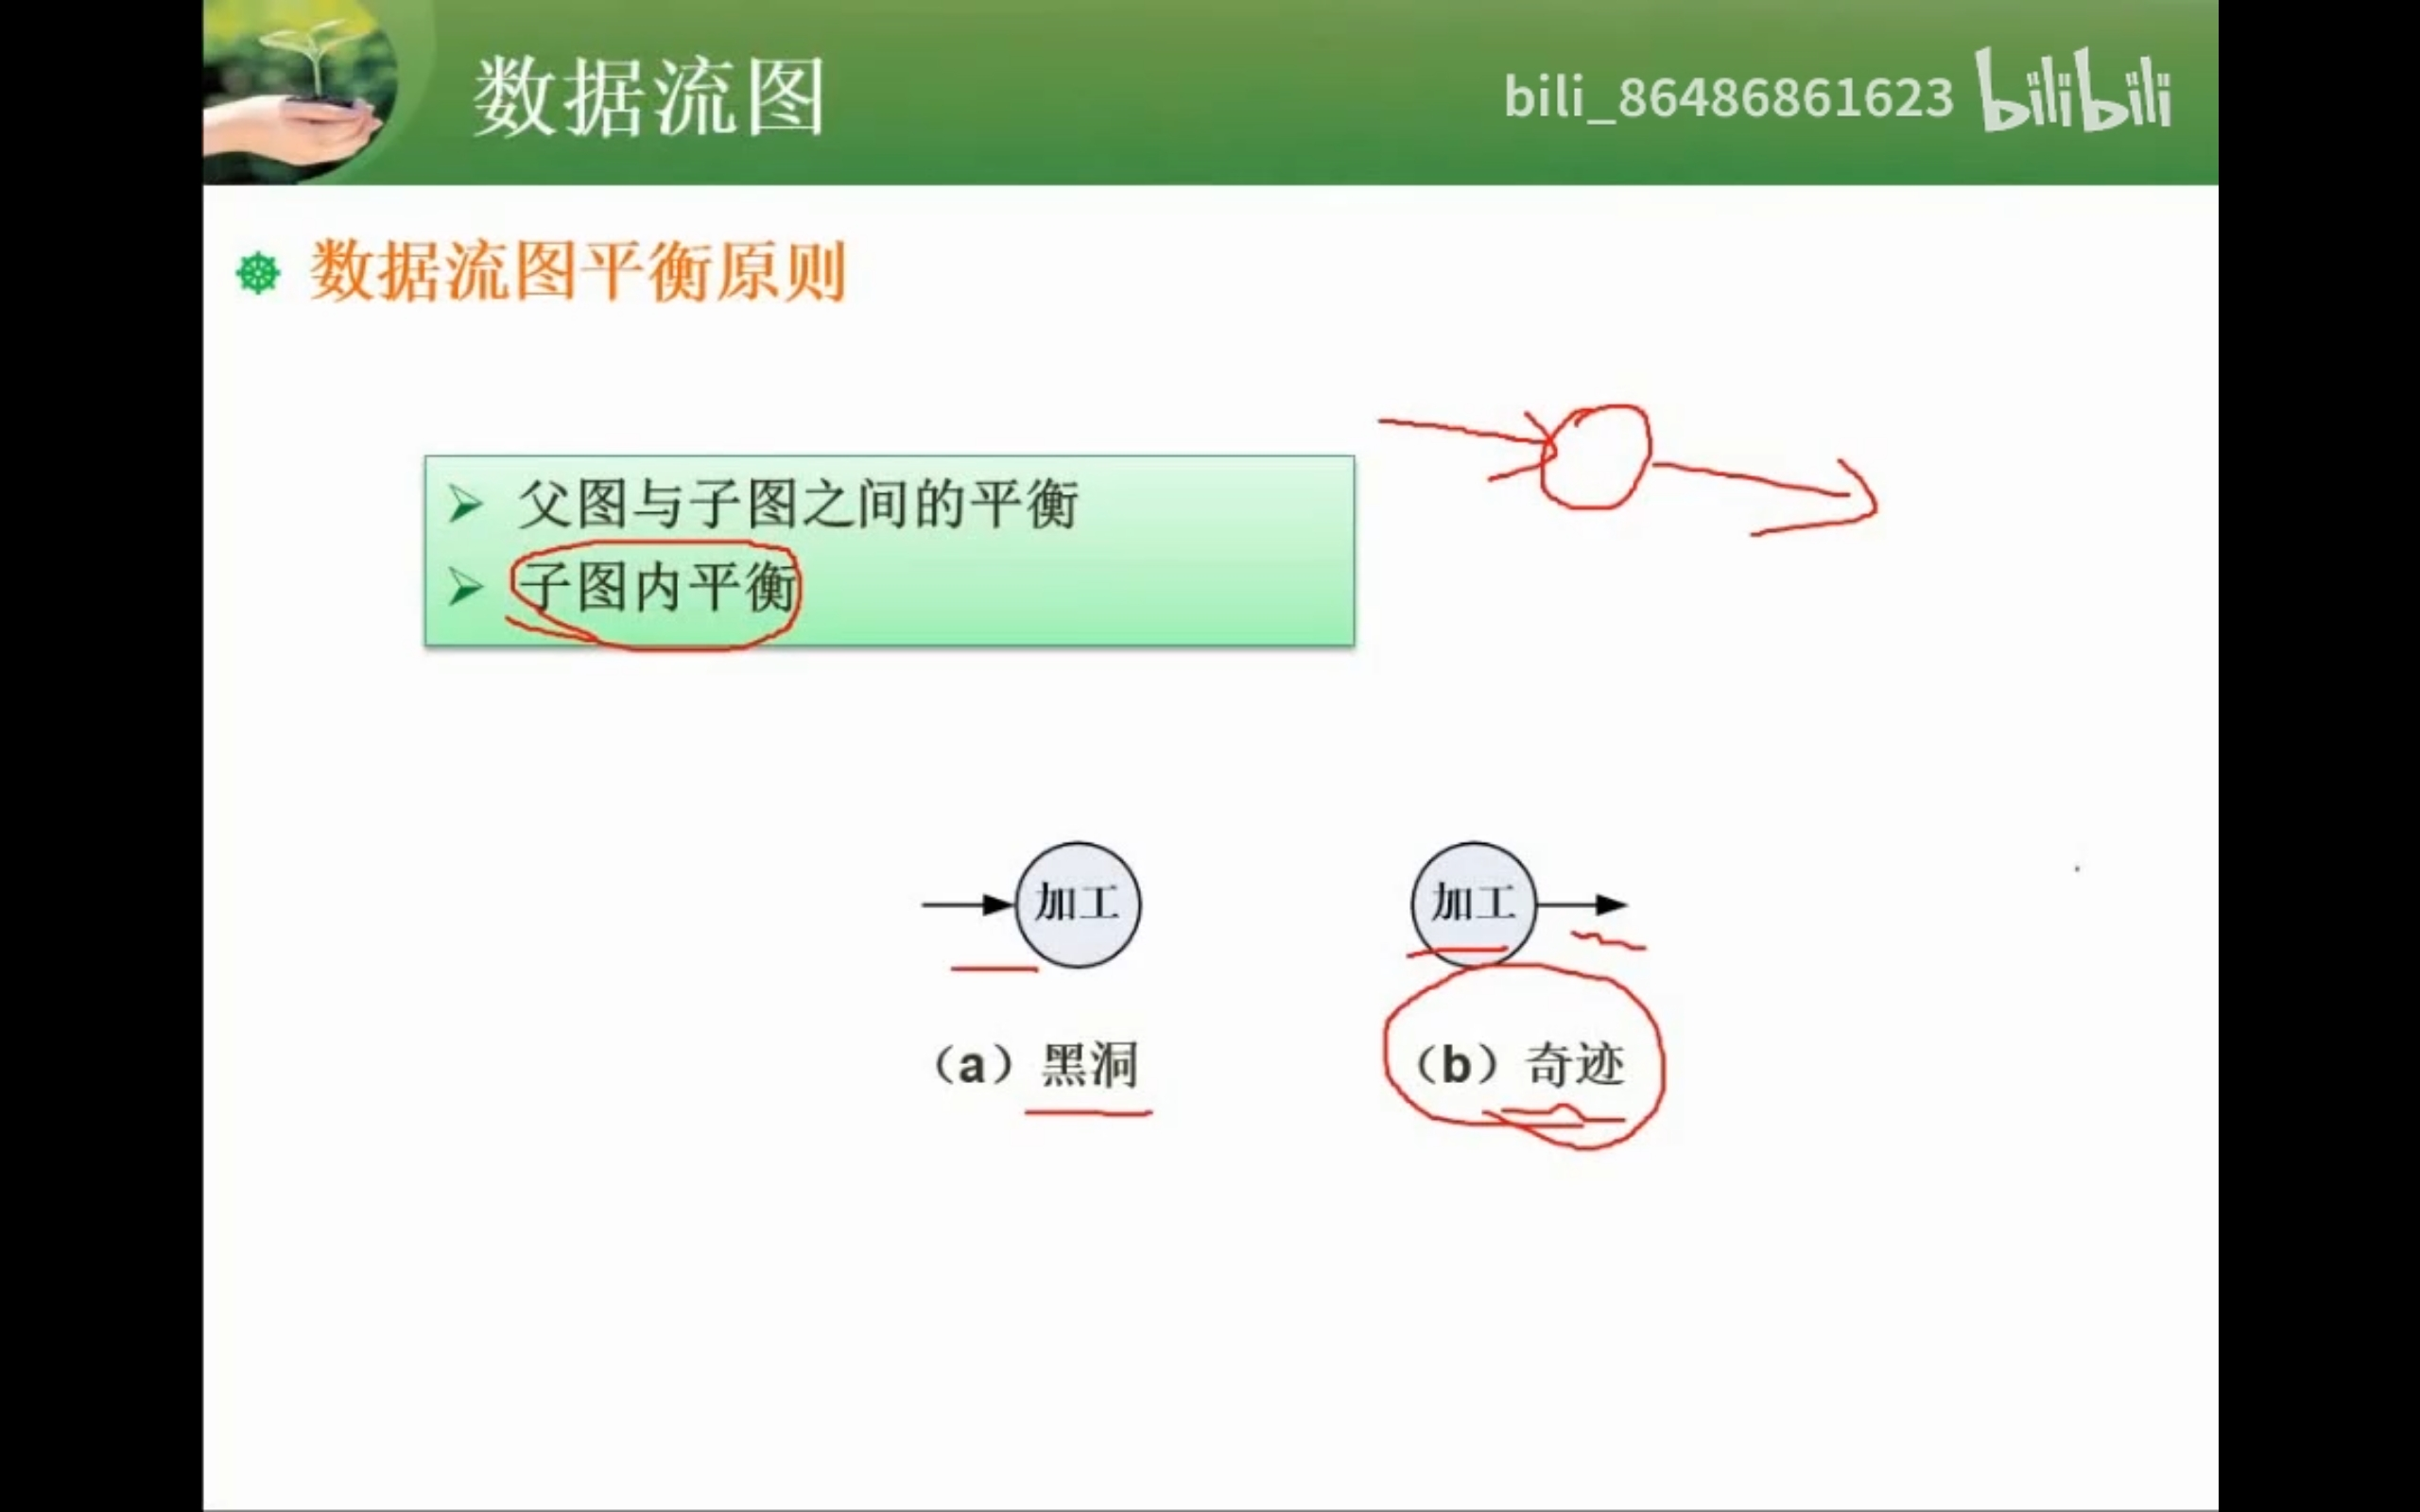 数据流图
bili_86486861623 bilibili
数据流图平衡原则
父图与子图之间的平衡
子图内平衡
加工
加工
（a）黑洞
（b）奇迹